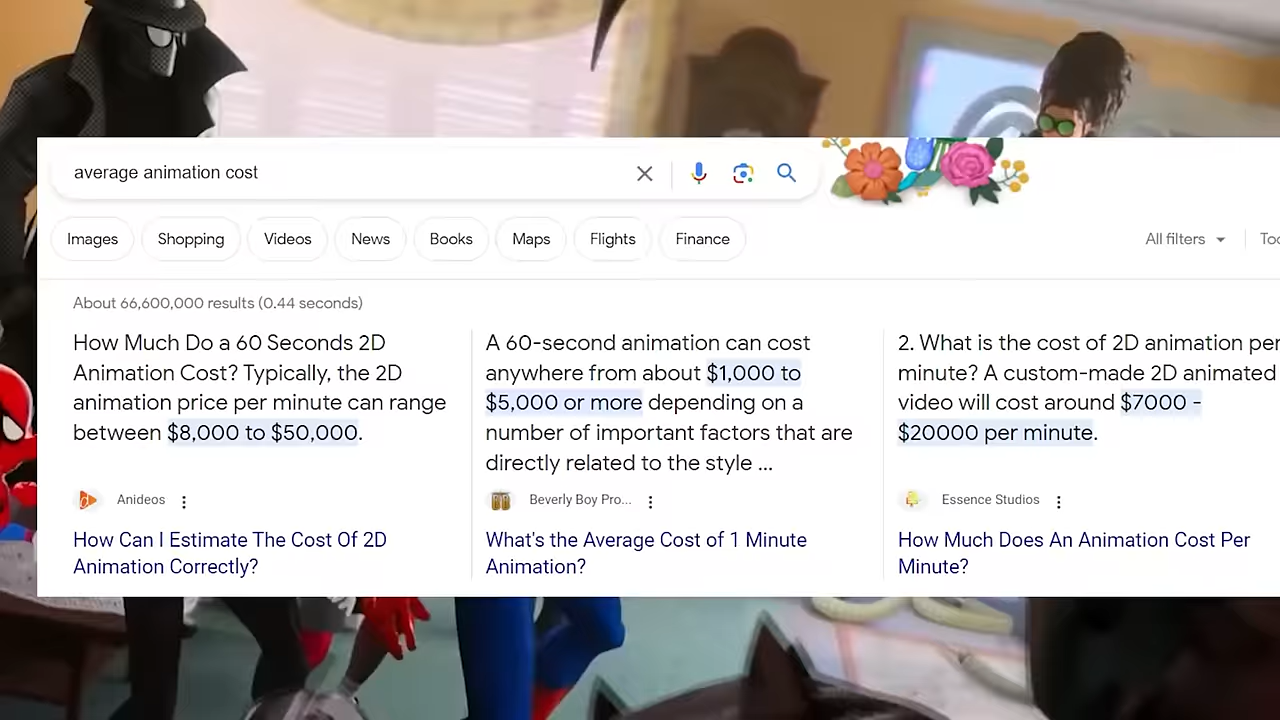 average animation cost
Images
Shopping
Videos
News
Books
Maps
Flights
Finance
All filters
About 66,600,000 results (0.44 seconds)
How Much Do a 60 Seconds 2D
Animation Cost? Typically, the 2D
animation price per minute can range
between $8,000 to $50,000.
Anideos
How Can I Estimate The Cost Of 2D
Animation Correctly?
A 60-second animation can cost
anywhere from about $1,000 to
$5,000 or more depending on a
number of important factors that are
directly related to the style ...
Beverly Boy Pro...
What's the Average Cost of 1 Minute
Animation?
2. What is the cost of 2D animation per
minute? A custom-made 2D animated
video will cost around $7000 -
$20000 per minute.
Essence Studios
How Much Does An Animation Cost Per
Minute?